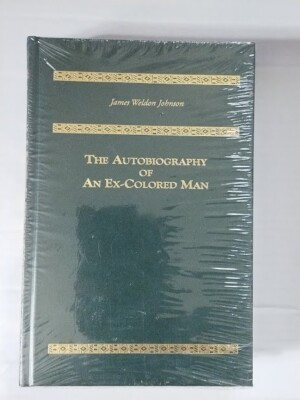 James Weldon Johnson
THE AUTOBIOGRAPHY
OF
AN EX-COLORED MAN